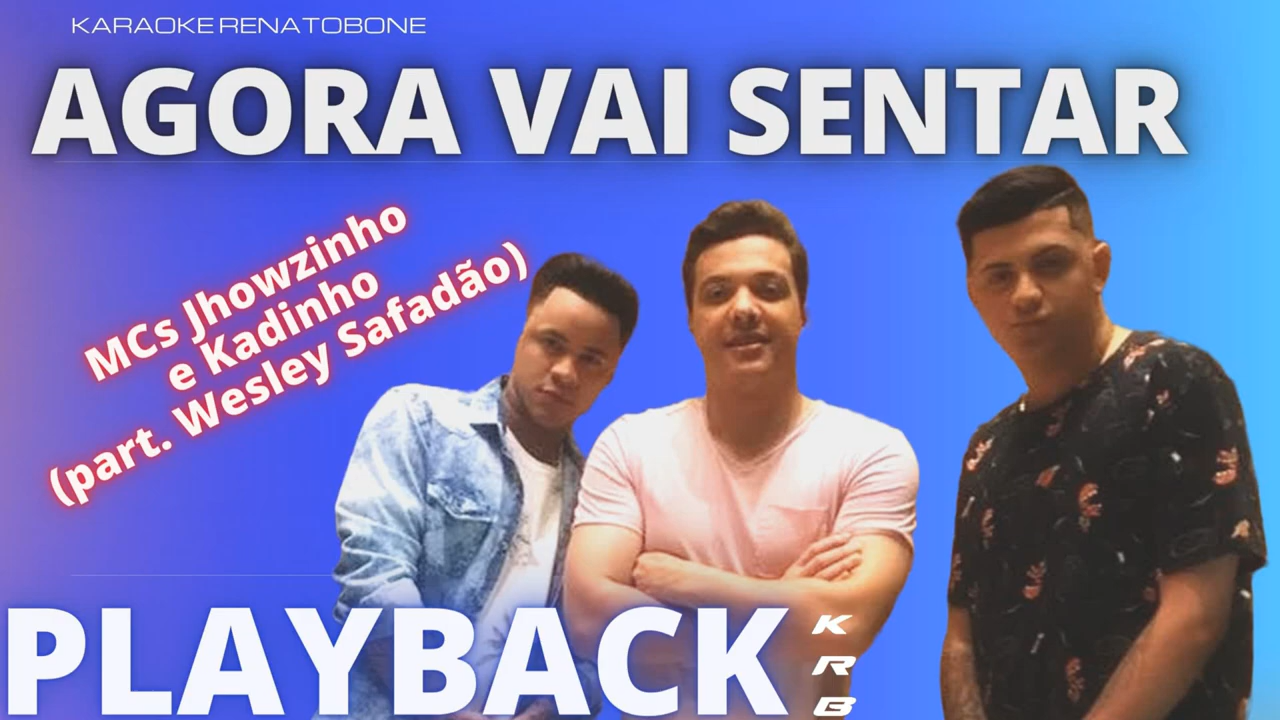 KARAOKE RENATOBONE
AGORA VAI SENTAR
MCs Jhowzinho
e Kadinho
(part. Wesley Safadão)
PLAYBACK
K
R
B